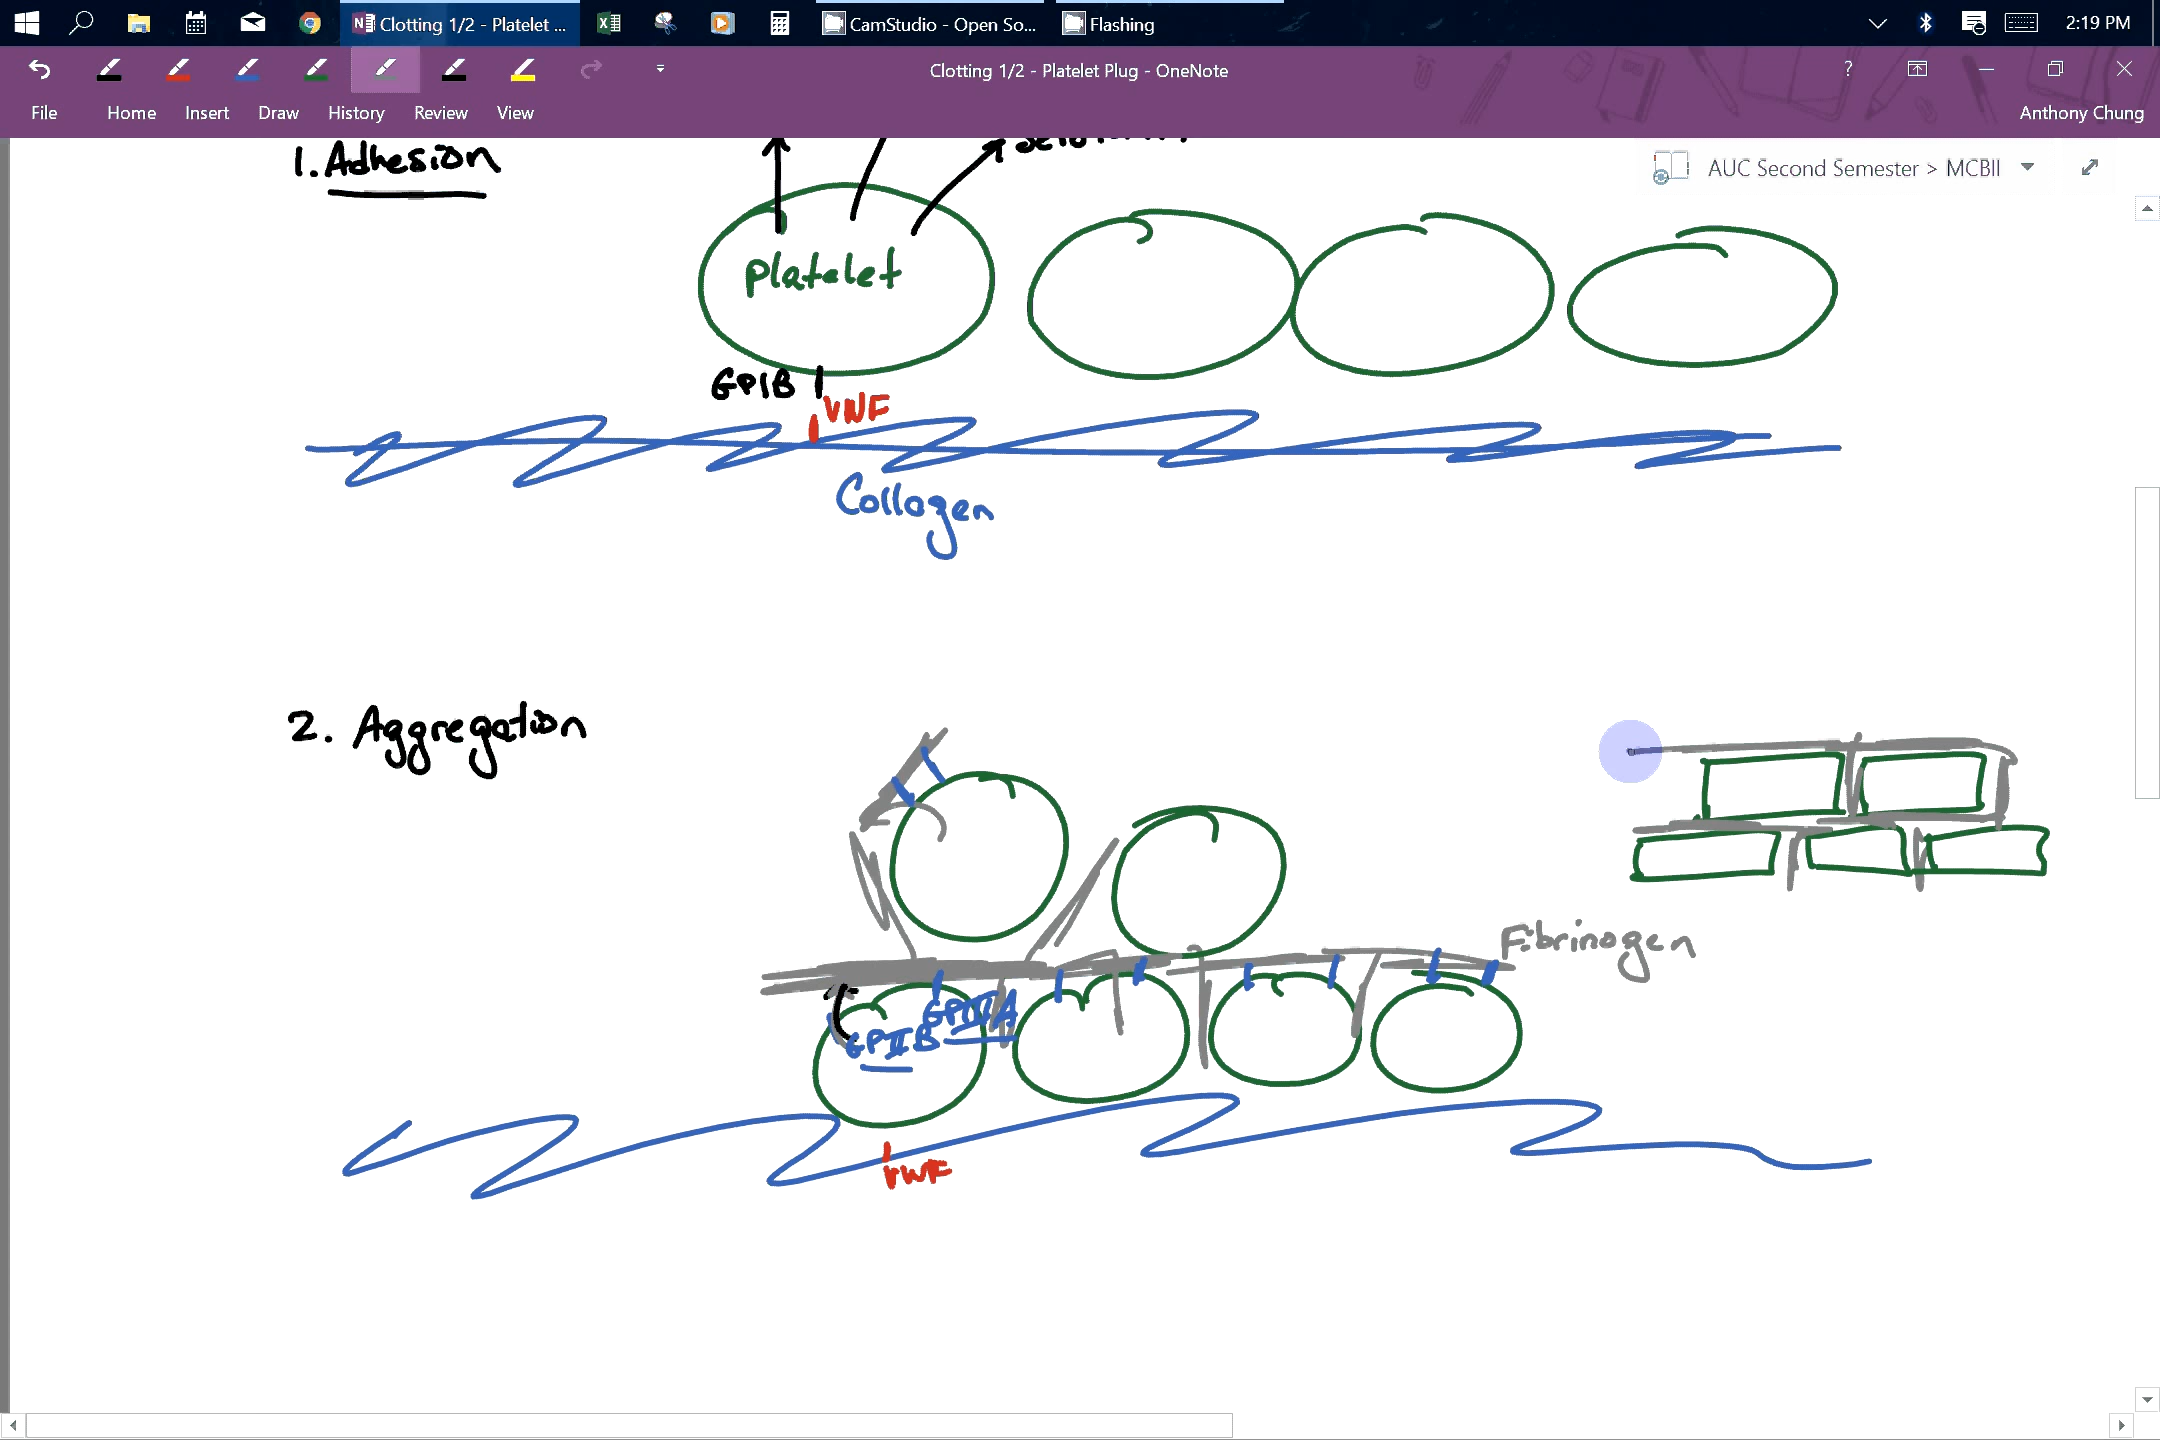 Clotting 1/2 - Platelet ...
CamStudio - Open So...
Flashing
2:19 PM
Clotting 1/2 - Platelet Plug - OneNote
?
File Home Insert Draw History Review View
Anthony Chung
1. Adhesion
AUC Second Semester > MCBII
Platelet
GPIB
VWF
Collagen
2. Aggregation
Fibrinogen
GPIIIA
GPIIB
VWF